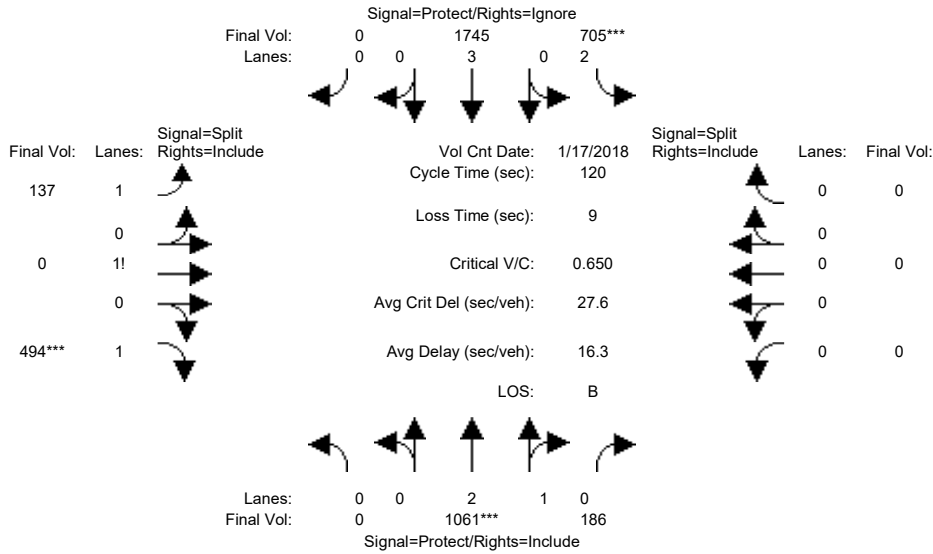 Signal=Protect/Rights=Ignore
Final Vol: 0 1745 705***
Lanes: 0 0 3 0 2
Signal=Split
Final Vol: Lanes: Rights=Include
Vol Cnt Date: 1/17/2018
Signal=Split
Rights=Include Lanes: Final Vol:
Cycle Time (sec): 120
137 1
0 0
Loss Time (sec): 9
0
0
0 1!
Critical V/C: 0.650
0 0
0
Avg Crit Del (sec/veh): 27.6
0
494*** 1
Avg Delay (sec/veh): 16.3
0 0
LOS: B
Lanes: 0 0 2 1 0
Final Vol: 0 1061*** 186
Signal=Protect/Rights=Include